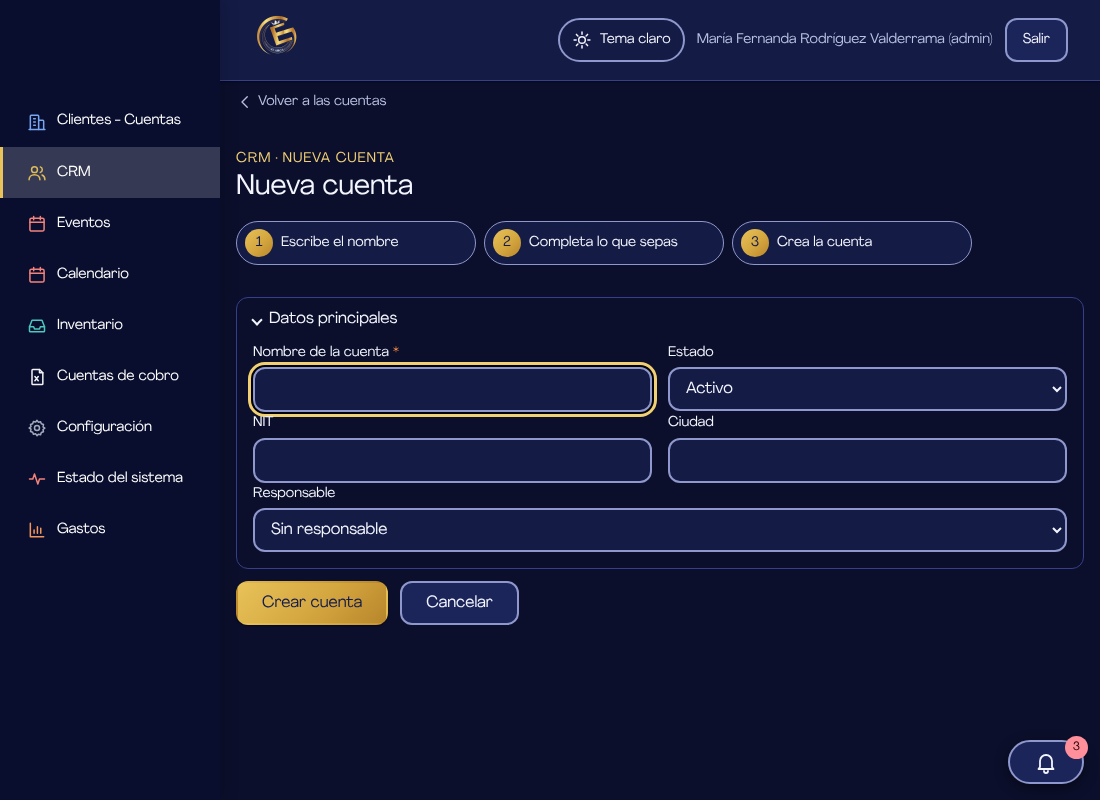 Tema claro
María Fernanda Rodríguez Valderrama (admin)
Salir
Clientes - Cuentas
CRM
Eventos
Calendario
Inventario
Cuentas de cobro
Configuración
Estado del sistema
Gastos
Volver a las cuentas
CRM · NUEVA CUENTA
Nueva cuenta
1 Escribe el nombre
2 Completa lo que sepas
3 Crea la cuenta
Datos principales
Nombre de la cuenta *
Estado
Activo
NIT
Ciudad
Responsable
Sin responsable
Crear cuenta
Cancelar
3